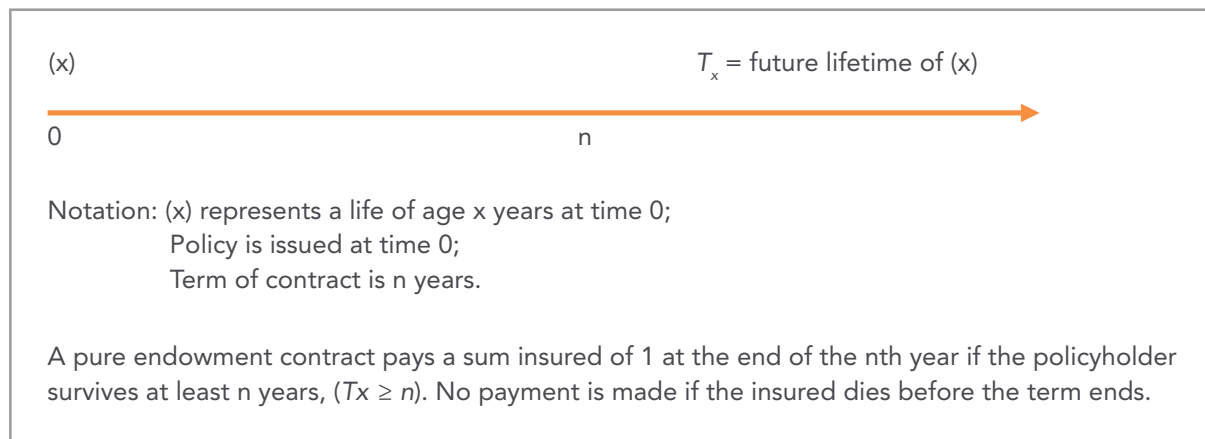 (x) Tₓ = future lifetime of (x)
0 n
Notation: (x) represents a life of age x years at time 0;
Policy is issued at time 0;
Term of contract is n years.
A pure endowment contract pays a sum insured of 1 at the end of the nth year if the policyholder
survives at least n years, (Tx ≥ n). No payment is made if the insured dies before the term ends.